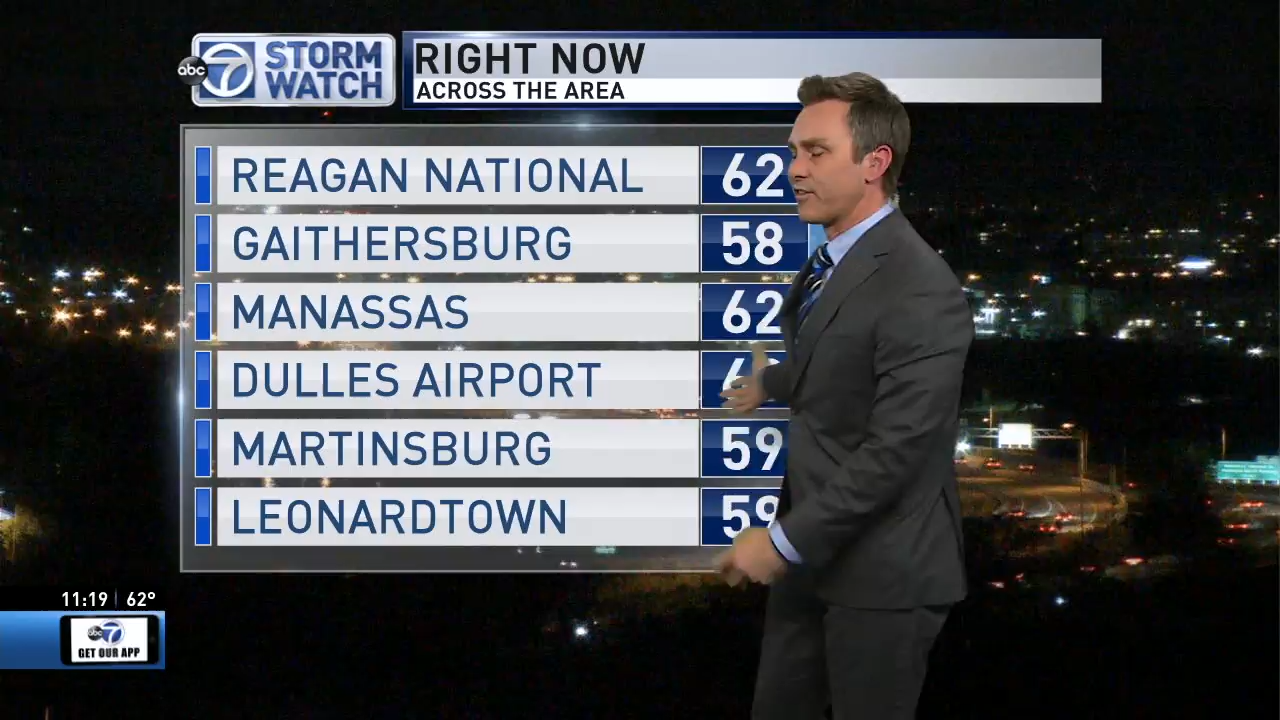 abc 7 STORM WATCH
RIGHT NOW
ACROSS THE AREA
REAGAN NATIONAL 62
GAITHERSBURG 58
MANASSAS 62
DULLES AIRPORT
MARTINSBURG 59
LEONARDTOWN 59
11:19 62°
abc 7
GET OUR APP